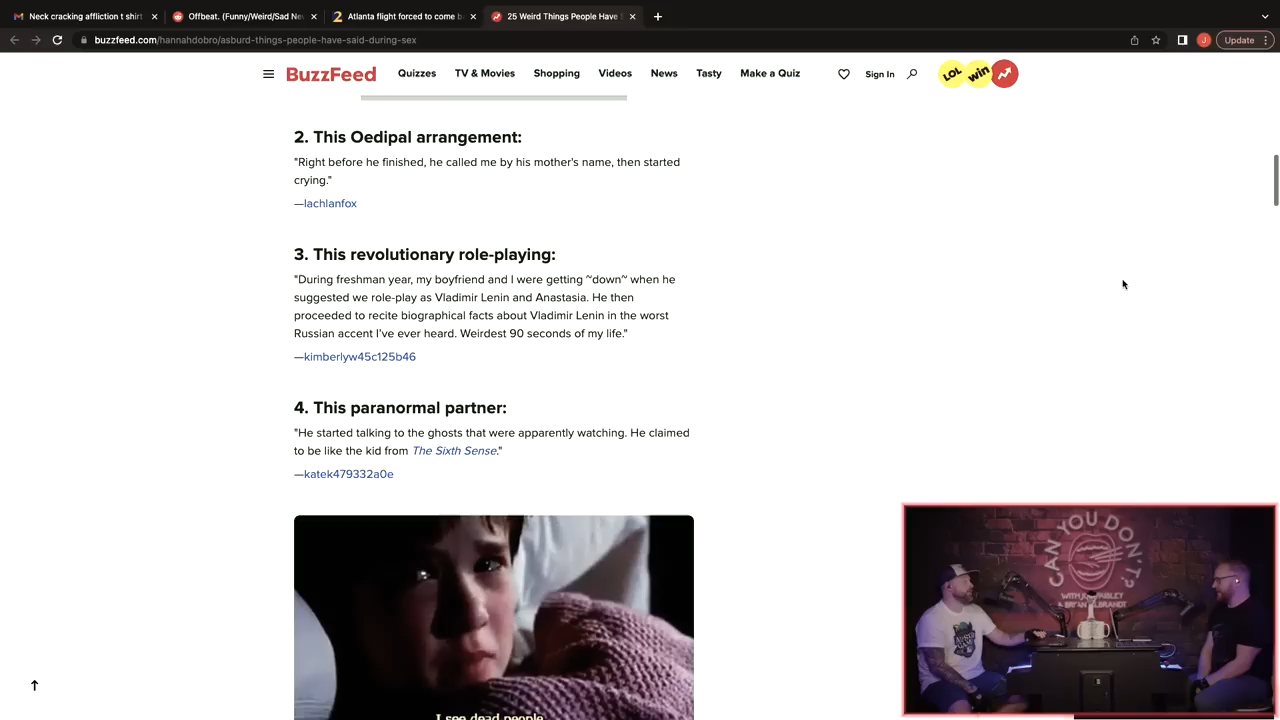 Neck cracking affliction t shirt
Offbeat. (Funny/Weird/Sad Ne
Atlanta flight forced to come b
25 Weird Things People Have S
buzzfeed.com/hannahdobro/asburd-things-people-have-said-during-sex
Update
BuzzFeed
Quizzes TV & Movies Shopping Videos News Tasty Make a Quiz Sign In
LOL win
2. This Oedipal arrangement:
"Right before he finished, he called me by his mother's name, then started
crying."
—lachlanfox
3. This revolutionary role-playing:
"During freshman year, my boyfriend and I were getting ~down~ when he
suggested we role-play as Vladimir Lenin and Anastasia. He then
proceeded to recite biographical facts about Vladimir Lenin in the worst
Russian accent I've ever heard. Weirdest 90 seconds of my life."
—kimberlyw45c125b46
4. This paranormal partner:
"He started talking to the ghosts that were apparently watching. He claimed
to be like the kid from The Sixth Sense."
—katek479332a0e
I see dead people
CAN YOU DON'T?